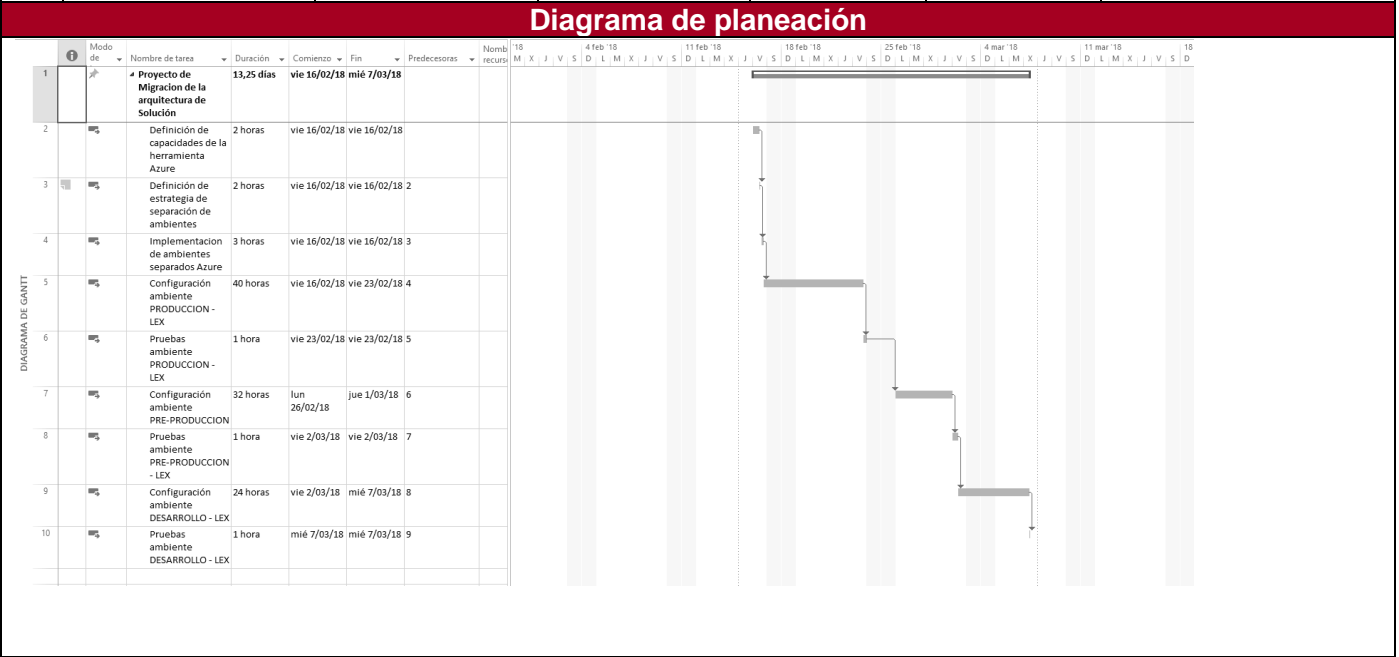 Diagrama de planeación
Modo de
Nombre de tarea
Duración
Comienzo
Fin
Predecesoras
Nomb
recurs
'18
4 feb '18
11 feb '18
18 feb '18
25 feb '18
4 mar '18
11 mar '18
18
M X J V S D L M X J V S D L M X J V S D L M X J V S D L M X J V S D L M X J V S D L M X J V S D
DIAGRAMA DE GANTT
1
Proyecto de
Migracion de la
arquitectura de
Solución
13,25 días
vie 16/02/18
mié 7/03/18
2
Definición de
capacidades de la
herramienta
Azure
2 horas
vie 16/02/18
vie 16/02/18
3
Definición de
estrategia de
separación de
ambientes
2 horas
vie 16/02/18
vie 16/02/18
2
4
Implementacion
de ambientes
separados Azure
3 horas
vie 16/02/18
vie 16/02/18
3
5
Configuración
ambiente
PRODUCCION -
LEX
40 horas
vie 16/02/18
vie 23/02/18
4
6
Pruebas
ambiente
PRODUCCION -
LEX
1 hora
vie 23/02/18
vie 23/02/18
5
7
Configuración
ambiente
PRE-PRODUCCION
32 horas
lun
26/02/18
jue 1/03/18
6
8
Pruebas
ambiente
PRE-PRODUCCION
- LEX
1 hora
vie 2/03/18
vie 2/03/18
7
9
Configuración
ambiente
DESARROLLO - LEX
24 horas
vie 2/03/18
mié 7/03/18
8
10
Pruebas
ambiente
DESARROLLO - LEX
1 hora
mié 7/03/18
mié 7/03/18
9